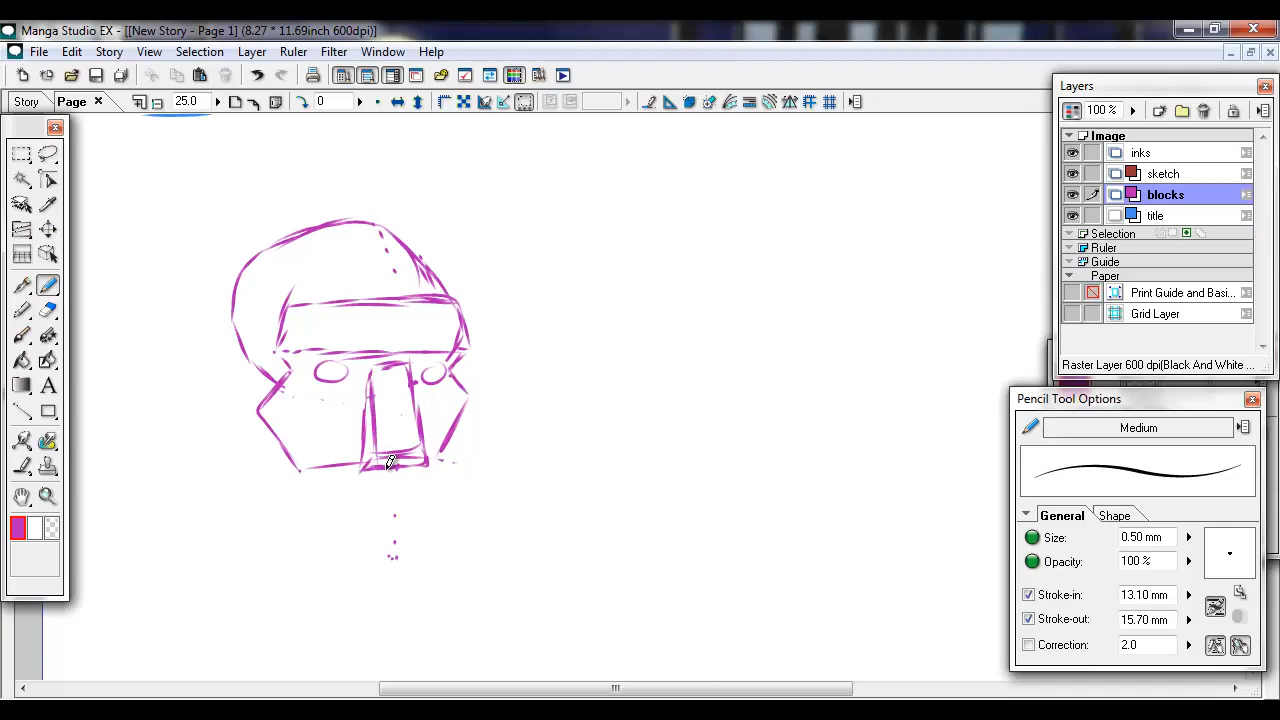 Manga Studio EX - [[New Story - Page 1] (8.27 * 11.69inch 600dpi)]
File Edit Story View Selection Layer Ruler Filter Window Help
Story Page 25.0 0
Layers
100 %
Image
inks
sketch
blocks
title
Selection
Ruler
Guide
Paper
Print Guide and Basi...
Grid Layer
Raster Layer 600 dpi(Black And White ...
Pencil Tool Options
Medium
General Shape
Size: 0.50 mm
Opacity: 100 %
Stroke-in: 13.10 mm
Stroke-out: 15.70 mm
Correction: 2.0
A